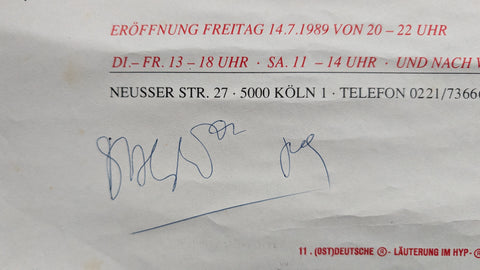 ERÖFFNUNG FREITAG 14.7.1989 VON 20 – 22 UHR
DI.– FR. 13 – 18 UHR · SA. 11 – 14 UHR · UND NACH
NEUSSER STR. 27 · 5000 KÖLN 1 · TELEFON 0221/7366
11. (OST)DEUTSCHE ® - LÄUTERUNG IM HYP-